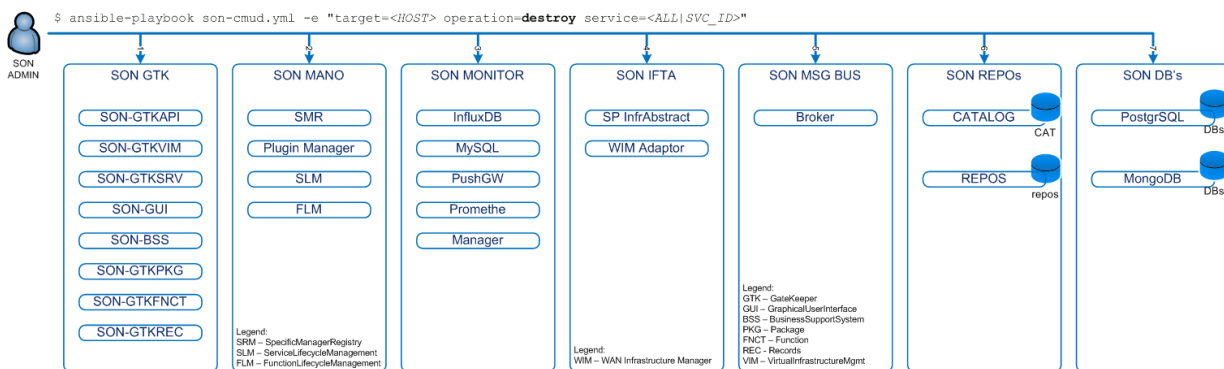 $ ansible-playbook son-cmud.yml -e "target=<HOST> operation=destroy service=<ALL|SVC_ID>"
SON
ADMIN
1
2
3
4
5
6
7
SON GTK
SON-GTKAPI
SON-GTKVIM
SON-GTKSRV
SON-GUI
SON-BSS
SON-GTKPKG
SON-GTKFNCT
SON-GTKREC
SON MANO
SMR
Plugin Manager
SLM
FLM
Legend:
SRM – SpecificManagerRegistry
SLM – ServiceLifecycleManagement
FLM – FunctionLifecycleManagement
SON MONITOR
InfluxDB
MySQL
PushGW
Promethe
Manager
SON IFTA
SP InfrAbstract
WIM Adaptor
Legend:
WIM – WAN Infrastructure Manager
SON MSG BUS
Broker
Legend:
GTK – GateKeeper
GUI – GraphicalUserInterface
BSS – BusinessSupportSystem
PKG – Package
FNCT – Function
REC - Records
VIM – VirtualInfrastructureMgmt
SON REPOs
CATALOG
CAT
REPOS
repos
SON DB's
PostgrSQL
DBs
MongoDB
DBs